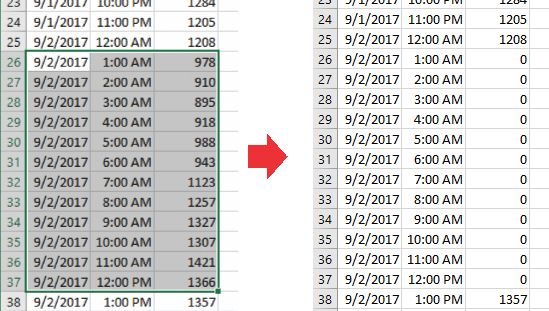 23 9/1/2017 10:00 PM 1284
24 9/1/2017 11:00 PM 1205
25 9/2/2017 12:00 AM 1208
26 9/2/2017 1:00 AM 978
27 9/2/2017 2:00 AM 910
28 9/2/2017 3:00 AM 895
29 9/2/2017 4:00 AM 918
30 9/2/2017 5:00 AM 988
31 9/2/2017 6:00 AM 943
32 9/2/2017 7:00 AM 1123
33 9/2/2017 8:00 AM 1257
34 9/2/2017 9:00 AM 1327
35 9/2/2017 10:00 AM 1307
36 9/2/2017 11:00 AM 1421
37 9/2/2017 12:00 PM 1366
38 9/2/2017 1:00 PM 1357
23 9/1/2017 10:00 PM 1284
24 9/1/2017 11:00 PM 1205
25 9/2/2017 12:00 AM 1208
26 9/2/2017 1:00 AM 0
27 9/2/2017 2:00 AM 0
28 9/2/2017 3:00 AM 0
29 9/2/2017 4:00 AM 0
30 9/2/2017 5:00 AM 0
31 9/2/2017 6:00 AM 0
32 9/2/2017 7:00 AM 0
33 9/2/2017 8:00 AM 0
34 9/2/2017 9:00 AM 0
35 9/2/2017 10:00 AM 0
36 9/2/2017 11:00 AM 0
37 9/2/2017 12:00 PM 0
38 9/2/2017 1:00 PM 1357